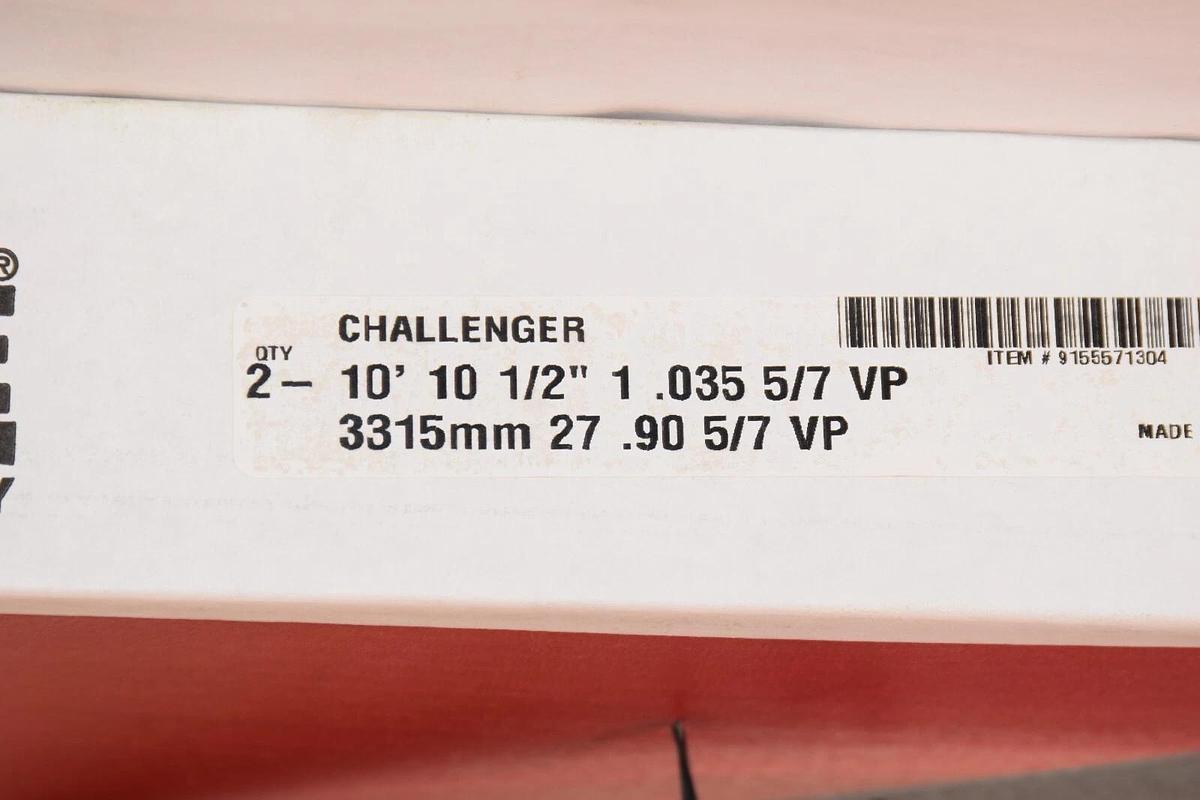 ®
CHALLENGER
QTY
2 – 10' 10 1/2" 1 .035 5/7 VP
3315mm 27 .90 5/7 VP
ITEM # 9155571304
MADE